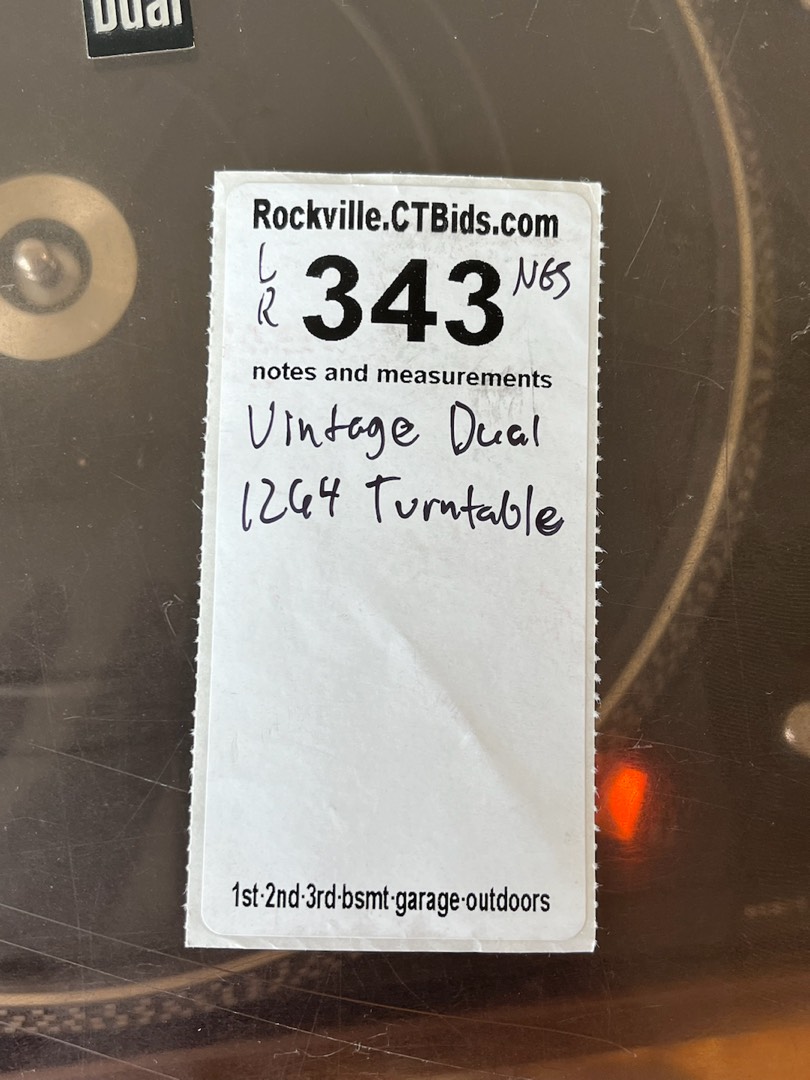 Dual
Rockville.CTBids.com
L
R
343
NGS
notes and measurements
Vintage Dual
1264 Turntable
1st·2nd·3rd·bsmt·garage·outdoors